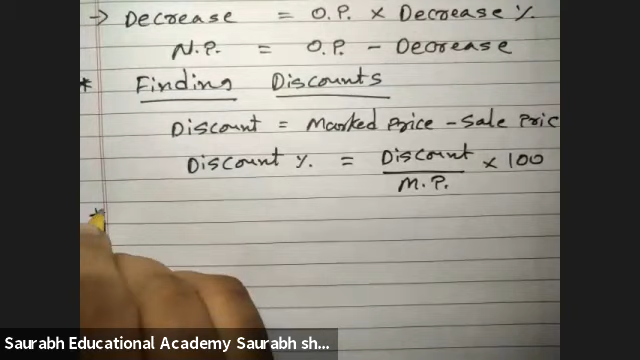 → Decrease = O.P. × Decrease %.
N.P. = O.P. - Decrease
* Finding Discounts
Discount = Marked Price - Sale Pric
Discount %. = Discount / M.P. × 100
*
Saurabh Educational Academy Saurabh sh...